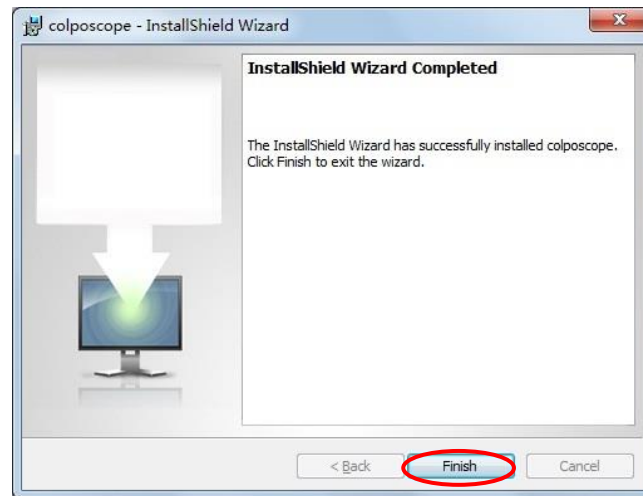 colposcope - InstallShield Wizard
InstallShield Wizard Completed
The InstallShield Wizard has successfully installed colposcope.
Click Finish to exit the wizard.
< Back
Finish
Cancel